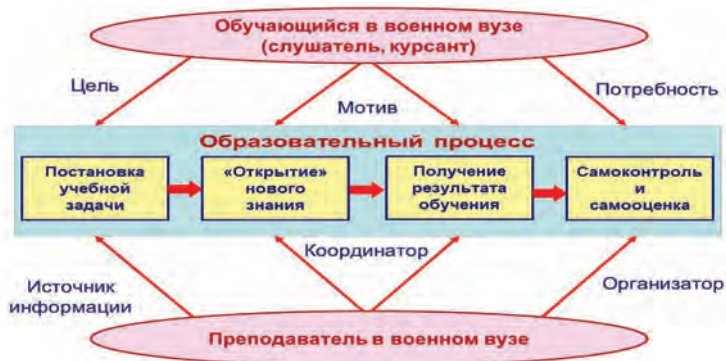 Обучающийся в военном вузе
(слушатель, курсант)
Цель
Мотив
Потребность
Образовательный процесс
Постановка
учебной
задачи
«Открытие»
нового
знания
Получение
результата
обучения
Самоконтроль
и
самооценка
Источник
информации
Координатор
Организатор
Преподаватель в военном вузе